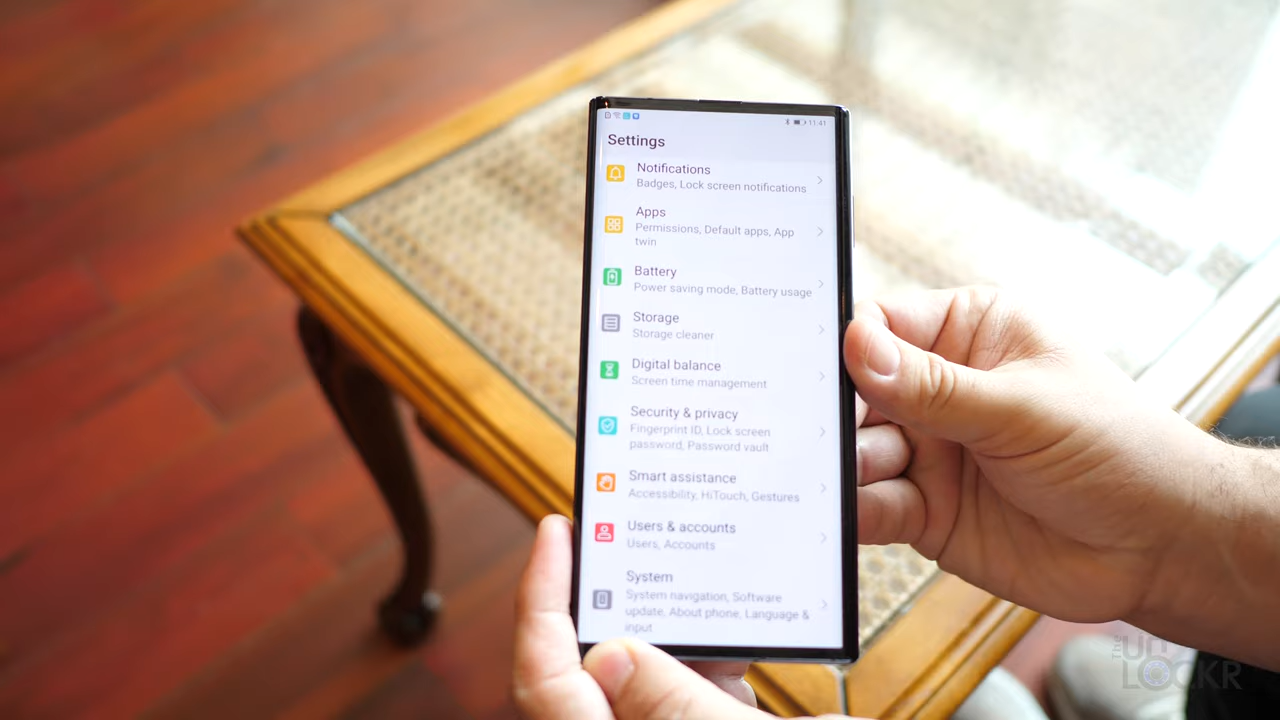 11:41
Settings
Notifications
Badges, Lock screen notifications
Apps
Permissions, Default apps, App
twin
Battery
Power saving mode, Battery usage
Storage
Storage cleaner
Digital balance
Screen time management
Security & privacy
Fingerprint ID, Lock screen
password, Password vault
Smart assistance
Accessibility, HiTouch, Gestures
Users & accounts
Users, Accounts
System
System navigation, Software
update, About phone, Language &
input
The Un
LOCKR